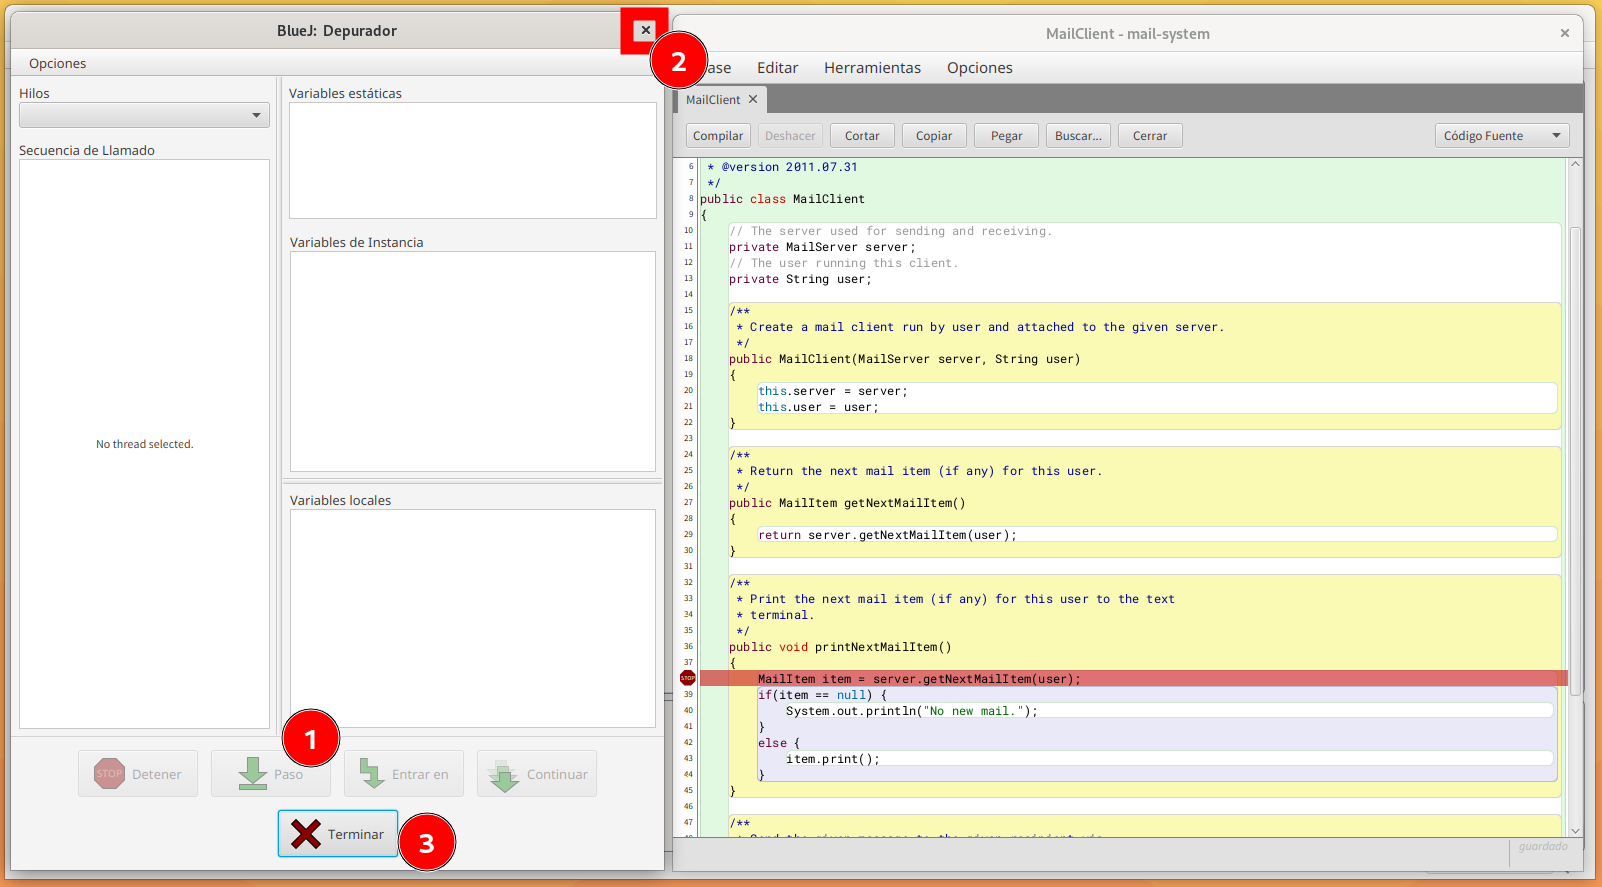 BlueJ: Depurador
Opciones
Hilos
Secuencia de Llamado
No thread selected.
Variables estáticas
Variables de Instancia
Variables locales
1
Detener
Paso
Entrar en
Continuar
Terminar
3
2
MailClient - mail-system
ase Editar Herramientas Opciones
MailClient
Compilar Deshacer Cortar Copiar Pegar Buscar... Cerrar Código Fuente
6 * @version 2011.07.31
7 */
8 public class MailClient
9 {
10 // The server used for sending and receiving.
11 private MailServer server;
12 // The user running this client.
13 private String user;
14
15 /**
16 * Create a mail client run by user and attached to the given server.
17 */
18 public MailClient(MailServer server, String user)
19 {
20 this.server = server;
21 this.user = user;
22 }
23
24 /**
25 * Return the next mail item (if any) for this user.
26 */
27 public MailItem getNextMailItem()
28 {
29 return server.getNextMailItem(user);
30 }
31
32 /**
33 * Print the next mail item (if any) for this user to the text
34 * terminal.
35 */
36 public void printNextMailItem()
37 {
STOP MailItem item = server.getNextMailItem(user);
39 if(item == null) {
40 System.out.println("No new mail.");
41 }
42 else {
43 item.print();
44 }
45 }
46
47 /**
guardado